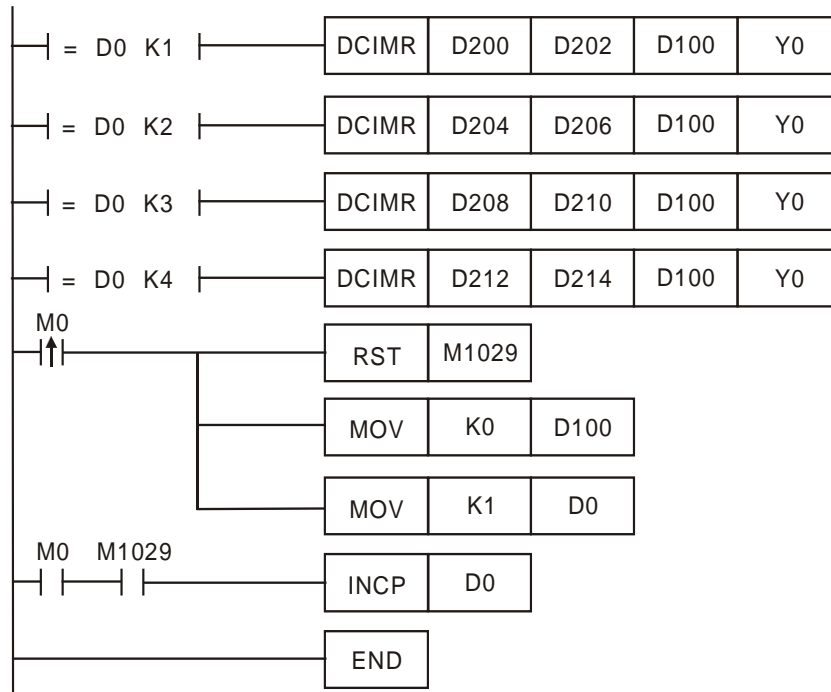 = D0 K1 DCIMR D200 D202 D100 Y0
= D0 K2 DCIMR D204 D206 D100 Y0
= D0 K3 DCIMR D208 D210 D100 Y0
= D0 K4 DCIMR D212 D214 D100 Y0
M0
RST M1029
MOV K0 D100
MOV K1 D0
M0 M1029
INCP D0
END